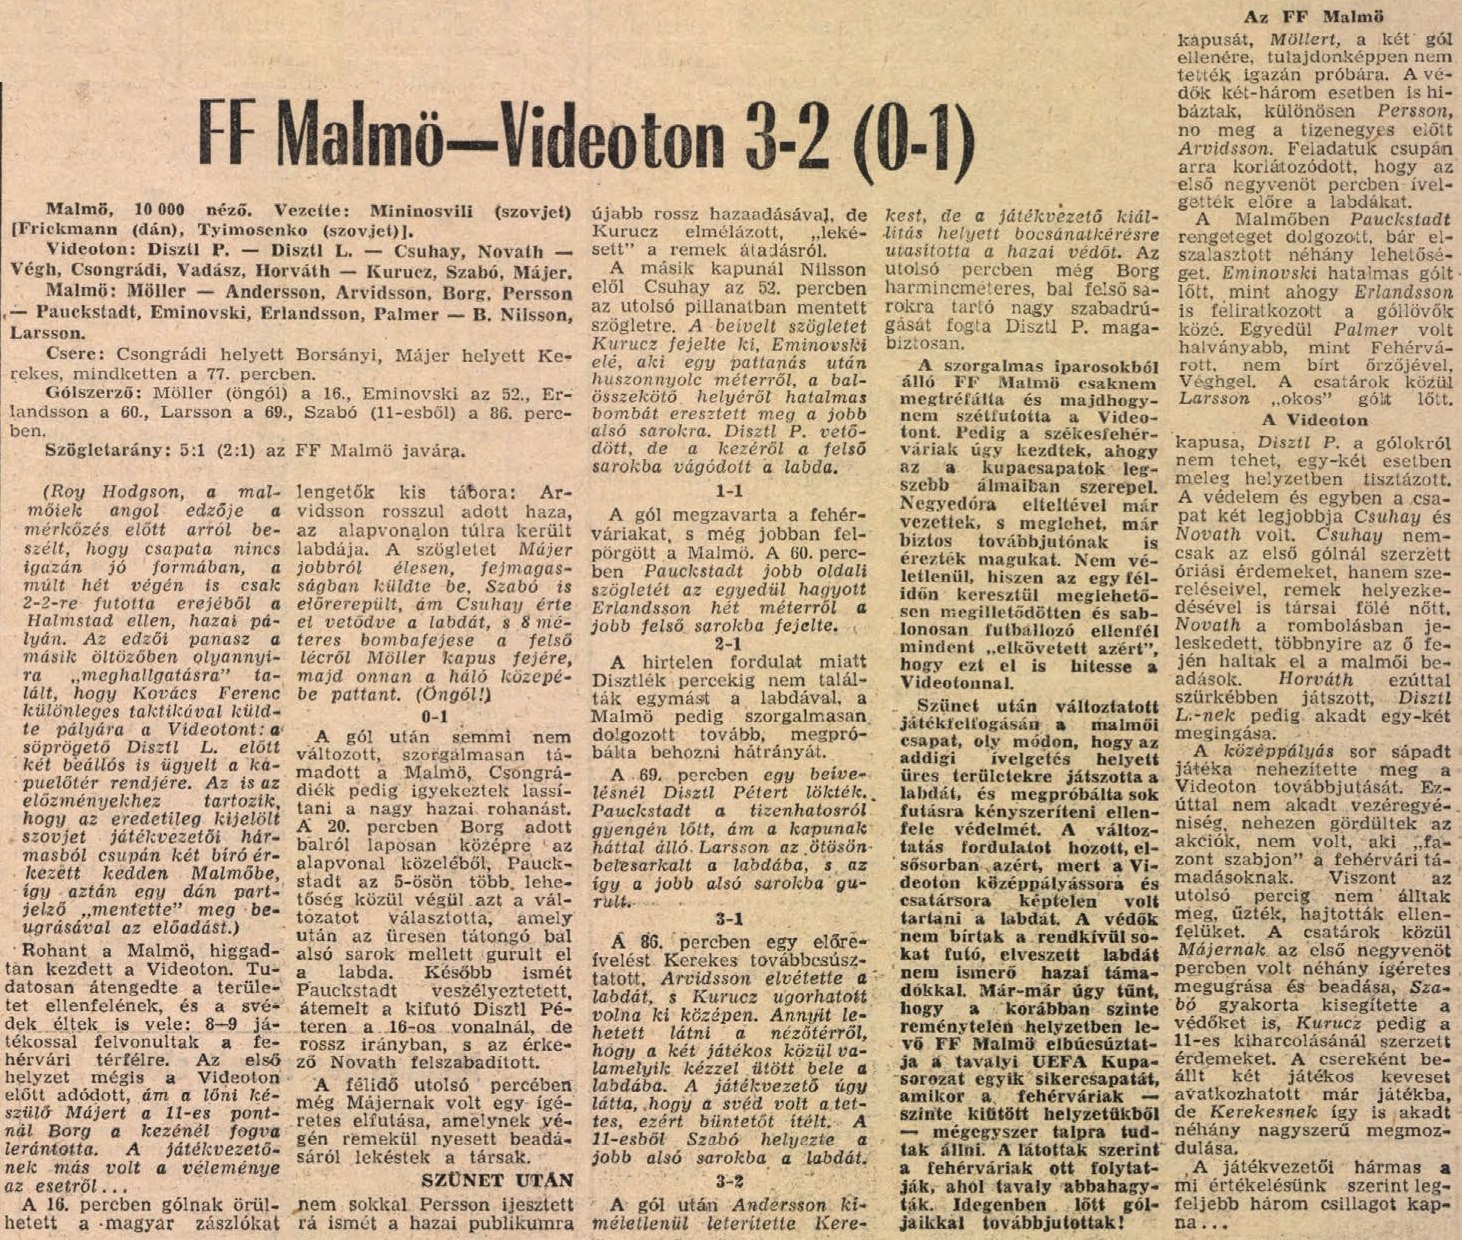 FF Malmö—Videoton 3-2 (0-1)
Malmö, 10 000 néző. Vezette: Mininosvili (szovjet)
[Frickmann (dán), Tyimosenko (szovjet)].
Videoton: Disztl P. — Disztl L. — Csuhay, Novath —
Végh, Csongrádi, Vadász, Horváth — Kurucz, Szabó, Májer.
Malmö: Möller — Andersson, Arvidsson, Borg, Persson
— Pauckstadt, Eminovski, Erlandsson, Palmer — B. Nilsson,
Larsson.
Csere: Csongrádi helyett Borsányi, Májer helyett Ke-
rekes, mindketten a 77. percben.
Gólszerző: Möller (öngól) a 16., Eminovski az 52., Er-
landsson a 60., Larsson a 69., Szabó (11-esből) a 86. perc-
ben.
Szögletarány: 5:1 (2:1) az FF Malmö javára.
(Roy Hodgson, a mal-
möiek angol edzője a
mérkőzés előtt arról be-
szélt, hogy csapata nincs
igazán jó formában, a
múlt hét végén is csak
2-2-re futotta erejéből a
Halmstad ellen, hazai pá-
lyán. Az edzői panasz a
másik öltözőben olyannyi-
ra „meghallgatásra” ta-
lált, hogy Kovács Ferenc
különleges taktikával küld-
te pályára a Videotont: a
söprögető Disztl L. előtt
két beállós is ügyelt a ka-
puelőtér rendjére. Az is az
előzményekhez tartozik,
hogy az eredetileg kijelölt
szovjet játékvezetői hár-
masból csupán két bíró ér-
kezett kedden Malmöbe,
így aztán egy dán part-
jelző „mentette” meg be-
ugrásával az előadást.)
Rohant a Malmö, higgad-
tan kezdett a Videoton. Tu-
datosan átengedte a terüle-
tet ellenfelének, és a své-
dek éltek is vele: 8—9 já-
tékossal felvonultak a fe-
hérvári térfélre. Az első
helyzet mégis a Videoton
előtt adódott, ám a lőni ké-
szülő Májert a 11-es pont-
nál Borg a kezénél fogva
lerántotta. A játékvezető-
nek más volt a véleménye
az esetről...
A 16. percben gólnak örül-
hetett a magyar zászlókat
lengetők kis tábora: Ar-
vidsson rosszul adott haza,
az alapvonalon túlra került
labdája. A szögletet Májer
jobbról élesen, fejmagas-
ságban küldte be, Szabó is
előrerepült, ám Csuhay érte
el vetődve a labdát, s 8 mé-
teres bombafejese a felső
lécről Möller kapus fejére,
majd onnan a háló közepé-
be pattant. (Öngól!)
0-1
A gól után semmi nem
változott, szorgalmasan tá-
madott a Malmö, Csongrá-
diék pedig igyekeztek lassí-
tani a nagy hazai rohanást.
A 20. percben Borg adott
balról laposan középre az
alapvonal közeléből, Pauck-
stadt az 5-ösön több lehe-
tőség közül végül azt a vál-
tozatot választotta, amely
után az üresen tátongó bal
alsó sarok mellett gurult el
a labda. Később ismét
Pauckstadt veszélyeztetett,
átemelt a kifutó Disztl Pé-
teren a 16-os vonalnál, de
rossz irányban, s az érke-
ző Novath felszabadított.
A félidő utolsó percében
még Májernak volt egy ígé-
retes elfutása, amelynek vé-
gén remekül nyesett beadá-
sáról lekéstek a társak.
SZÜNET UTÁN
nem sokkal Persson ijesztett
rá ismét a hazai publikumra
újabb rossz hazaadásával, de
Kurucz elmélázott, „leké-
sett” a remek átadásról.
A másik kapunál Nilsson
elől Csuhay az 52. percben
az utolsó pillanatban mentett
szögletre. A beívelt szögletet
Kurucz fejelte ki, Eminovski
elé, aki egy pattanás után
huszonnyolc méterről, a bal-
összekötő helyéről hatalmas
bombát eresztett meg a jobb
alsó sarokra. Disztl P. vető-
dött, de a kezéről a felső
sarokba vágódott a labda.
1-1
A gól megzavarta a fehér-
váriakat, s még jobban fel-
pörgött a Malmö. A 60. perc-
ben Pauckstadt jobb oldali
szögletét az egyedül hagyott
Erlandsson hét méterről a
jobb felső sarokba fejelte.
2-1
A hirtelen fordulat miatt
Disztlék percekig nem talál-
ták egymást a labdával, a
Malmö pedig szorgalmasan
dolgozott tovább, megpró-
bálta behozni hátrányát.
A 69. percben egy beíve-
lésnél Disztl Pétert lökték.
Pauckstadt a tizenhatosról
gyengén lőtt, ám a kapunak
háttal álló Larsson az ötösön
belesarkalt a labdába, s az
így a jobb alsó sarokba gu-
rult.
3-1
A 86. percben egy előre-
ívelést Kerekes továbbcsúsz-
tatott, Arvidsson elvétette a
labdát, s Kurucz ugorhatott
volna ki középen. Annyit le-
hetett látni a nézőtérről,
hogy a két játékos közül va-
lamelyik kézzel ütött bele a
labdába. A játékvezető úgy
látta, hogy a svéd volt a tet-
tes, ezért büntetőt ítélt. A
11-esből Szabó helyezte a
jobb alsó sarokba a labdát.
3-2
A gól után Andersson kí-
méletlenül leterítette Kere-
kest, de a játékvezető kiál-
lítás helyett bocsánatkérésre
utasította a hazai védőt. Az
utolsó percben még Borg
harmincméteres, bal felső sa-
rokra tartó nagy szabadrú-
gását fogta Disztl P. maga-
biztosan.
A szorgalmas iparosokból
álló FF Malmö csaknem
megtréfálta és majdhogy-
nem szétfutotta a Video-
tont. Pedig a székesfehér-
váriak úgy kezdtek, ahogy
az a kupacsapatok leg-
szebb álmaiban szerepel.
Negyedóra elteltével már
vezettek, s meglehet, már
biztos továbbjutónak is
érezték magukat. Nem vé-
letlenül, hiszen az egy fél-
időn keresztül meglehető-
sen megilletődötten és sab-
lonosan futballozó ellenfél
mindent „elkövetett azért”,
hogy ezt el is hitesse a
Videotonnal.
Szünet után változtatott
játékfelfogásán a malmöi
csapat, oly módon, hogy az
addigi ívelgetés helyett
üres területekre játszotta a
labdát, és megpróbálta sok
futásra kényszeríteni ellen-
fele védelmét. A változ-
tatás fordulatot hozott, el-
sősorban azért, mert a Vi-
deoton középpályássora és
csatársora képtelen volt
tartani a labdát. A védők
nem bírtak a rendkívül so-
kat futó, elveszett labdát
nem ismerő hazai táma-
dókkal. Már-már úgy tűnt,
hogy a korábban szinte
reménytelen helyzetben le-
vő FF Malmö elbúcsúztat-
ja a tavalyi UEFA Kupa-
sorozat egyik sikercsapatát,
amikor a fehérváriak —
szinte kiütött helyzetükből
— mégegyszer talpra tud-
tak állni. A látottak szerint
a fehérváriak ott folytat-
ják, ahol tavaly abbahagy-
ták. Idegenben lőtt gól-
jaikkal továbbjutottak!
Az FF Malmö
kapusát, Möllert, a két gól
ellenére, tulajdonképpen nem
tették igazán próbára. A vé-
dők két-három esetben is hi-
báztak, különösen Persson,
no meg a tizenegyes előtt
Arvidsson. Feladatuk csupán
arra korlátozódott, hogy az
első negyvenöt percben ível-
gették előre a labdákat.
A Malmöben Pauckstadt
rengeteget dolgozott, bár el-
szalasztott néhány lehetősé-
get. Eminovski hatalmas gólt
lőtt, mint ahogy Erlandsson
is feliratkozott a góllövők
közé. Egyedül Palmer volt
halványabb, mint Fehérvá-
rott, nem bírt őrzőjével,
Véghgel. A csatárok közül
Larsson „okos” gólt lőtt.
A Videoton
kapusa, Disztl P. a gólokról
nem tehet, egy-két esetben
meleg helyzetben tisztázott.
A védelem és egyben a csa-
pat két legjobbja Csuhay és
Novath volt. Csuhay nem-
csak az első gólnál szerzett
óriási érdemeket, hanem sze-
reléseivel, remek helyezke-
désével is társai fölé nőtt.
Novath a rombolásban je-
leskedett, többnyire az ő fe-
jén haltak el a malmöi be-
adások. Horváth ezúttal
szürkébben játszott, Disztl
L.-nek pedig akadt egy-két
megingása.
A középpályás sor sápadt
játéka nehezítette meg a
Videoton továbbjutását. Ez-
úttal nem akadt vezéregyé-
niség, nehezen gördültek az
akciók, nem volt, aki „fa-
zont szabjon” a fehérvári tá-
madásoknak. Viszont az
utolsó percig nem álltak
meg, űzték, hajtották ellen-
felüket. A csatárok közül
Májernak az első negyvenöt
percben volt néhány ígéretes
megugrása és beadása, Sza-
bó gyakorta kisegítette a
védőket is, Kurucz pedig a
11-es kiharcolásánál szerzett
érdemeket. A csereként be-
állt két játékos keveset
avatkozhatott már játékba,
de Kerekesnek így is akadt
néhány nagyszerű megmoz-
dulása.
A játékvezetői hármas a
mi értékelésünk szerint leg-
feljebb három csillagot kap-
na...